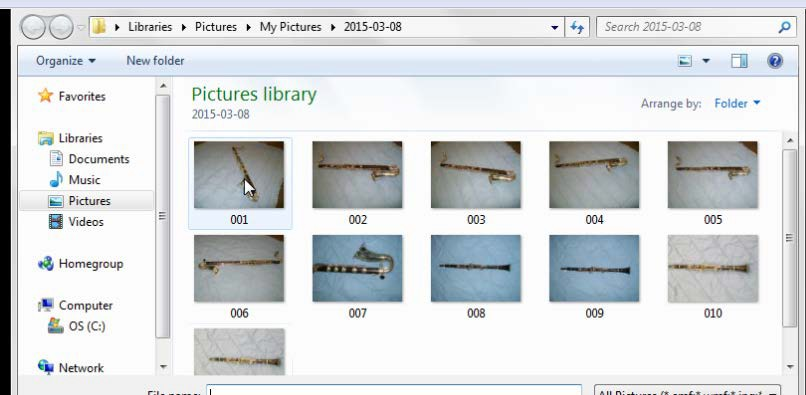 Libraries Pictures My Pictures 2015-03-08
Search 2015-03-08
Organize New folder
Favorites
Libraries
Documents
Music
Pictures
Videos
Homegroup
Computer
OS (C:)
Network
Pictures library
2015-03-08
Arrange by: Folder
001 002 003 004 005
006 007 008 009 010
File name:
All Pictures